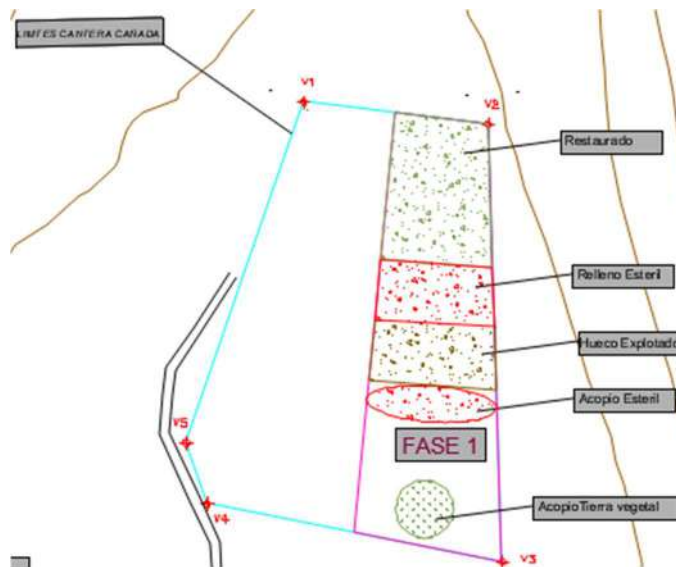 LIMITES CANTERA CAÑADA
V1
V2
Restaurado
Relleno Esteril
Hueco Explotado
Acopio Esteril
V5
FASE 1
V4
Acopio Tierra vegetal
V3